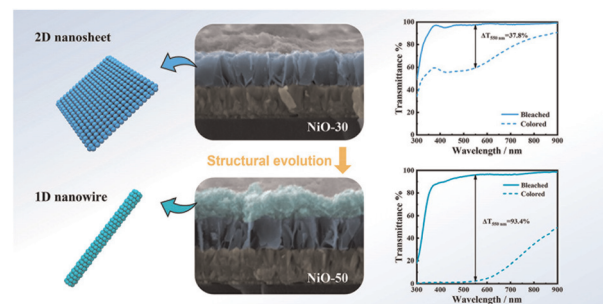 2D nanosheet
NiO-30
Structural evolution
1D nanowire
NiO-50
100
80
60
40
20
0
300 400 500 600 700 800 900
Transmittance %
Wavelength / nm
ΔT550 nm=37.8%
Bleached
Colored
100
80
60
40
20
0
300 400 500 600 700 800 900
Transmittance %
Wavelength / nm
ΔT550 nm=93.4%
Bleached
Colored